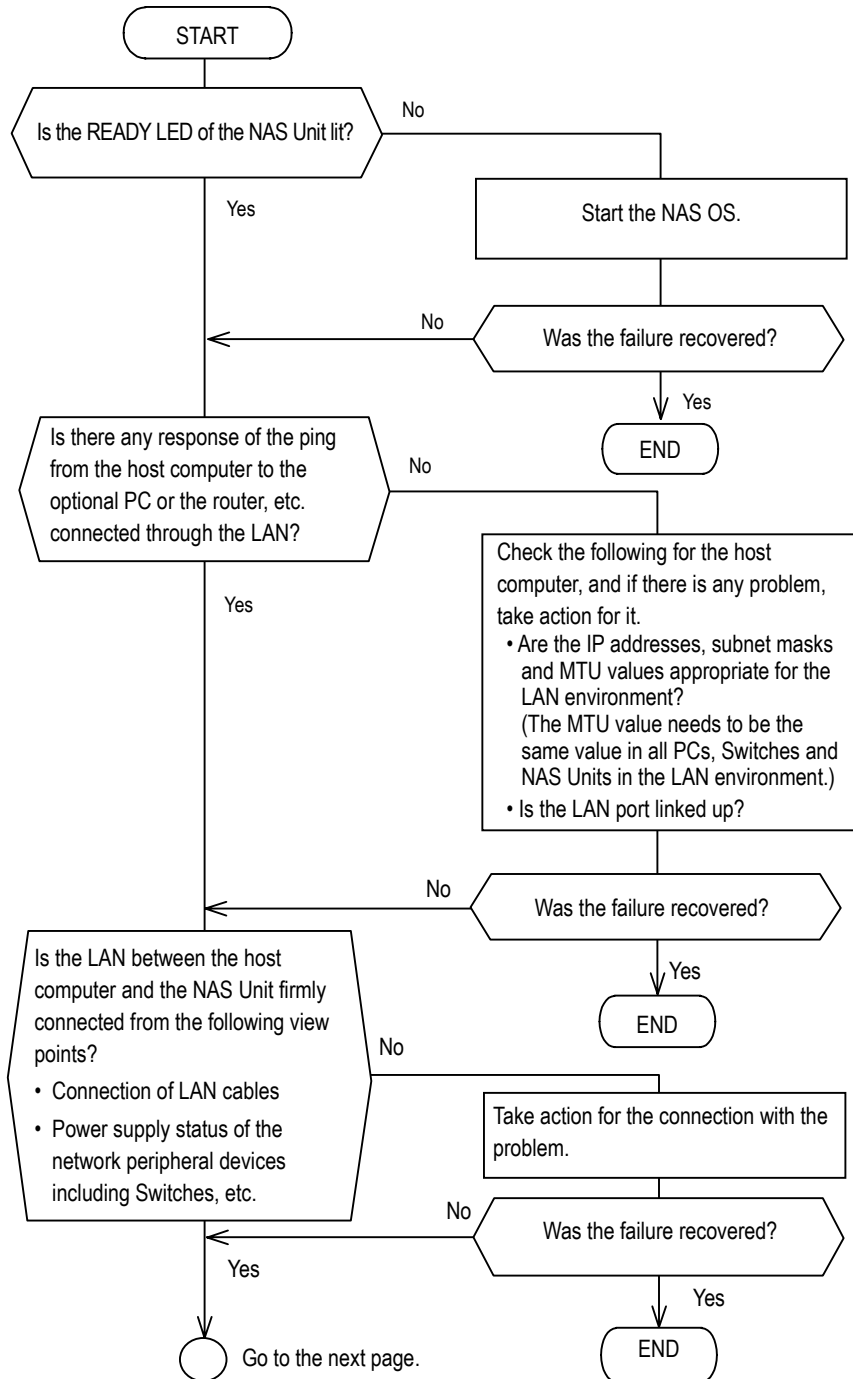 START
Is the READY LED of the NAS Unit lit?
No
Yes
Start the NAS OS.
No
Was the failure recovered?
Yes
END
Is there any response of the ping
from the host computer to the
optional PC or the router, etc.
connected through the LAN?
No
Yes
Check the following for the host
computer, and if there is any problem,
take action for it.
• Are the IP addresses, subnet masks
and MTU values appropriate for the
LAN environment?
(The MTU value needs to be the
same value in all PCs, Switches and
NAS Units in the LAN environment.)
• Is the LAN port linked up?
No
Was the failure recovered?
Yes
END
Is the LAN between the host
computer and the NAS Unit firmly
connected from the following view
points?
• Connection of LAN cables
• Power supply status of the
network peripheral devices
including Switches, etc.
No
Take action for the connection with the
problem.
No
Was the failure recovered?
Yes
Yes
END
Go to the next page.